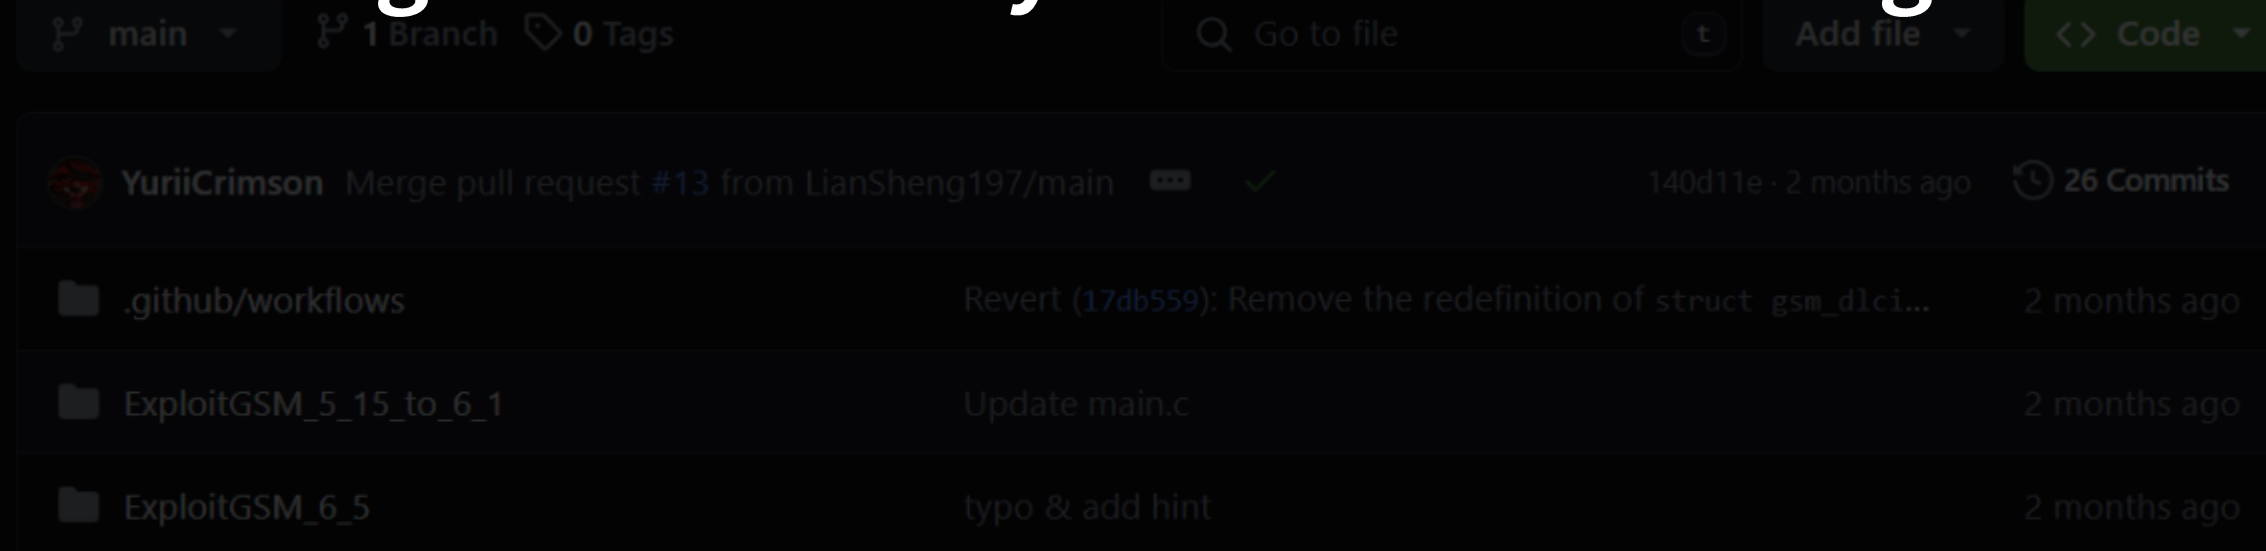 main 1 Branch 0 Tags Go to file t Add file Code
YuriiCrimson Merge pull request #13 from LianSheng197/main 140d11e · 2 months ago 26 Commits
.github/workflows Revert (17db559): Remove the redefinition of struct gsm_dlci... 2 months ago
ExploitGSM_5_15_to_6_1 Update main.c 2 months ago
ExploitGSM_6_5 typo & add hint 2 months ago